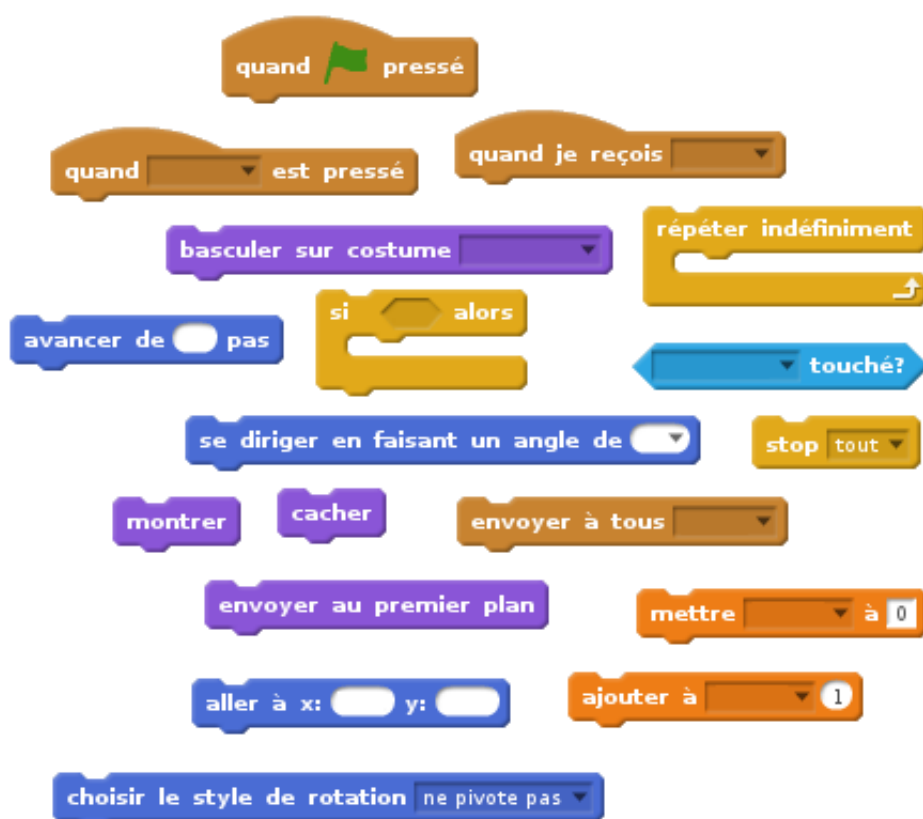 quand pressé
quand est pressé
quand je reçois
basculer sur costume
répéter indéfiniment
si alors
avancer de pas
touché?
se diriger en faisant un angle de
stop tout
montrer
cacher
envoyer à tous
envoyer au premier plan
mettre à 0
aller à x: y:
ajouter à 1
choisir le style de rotation ne pivote pas